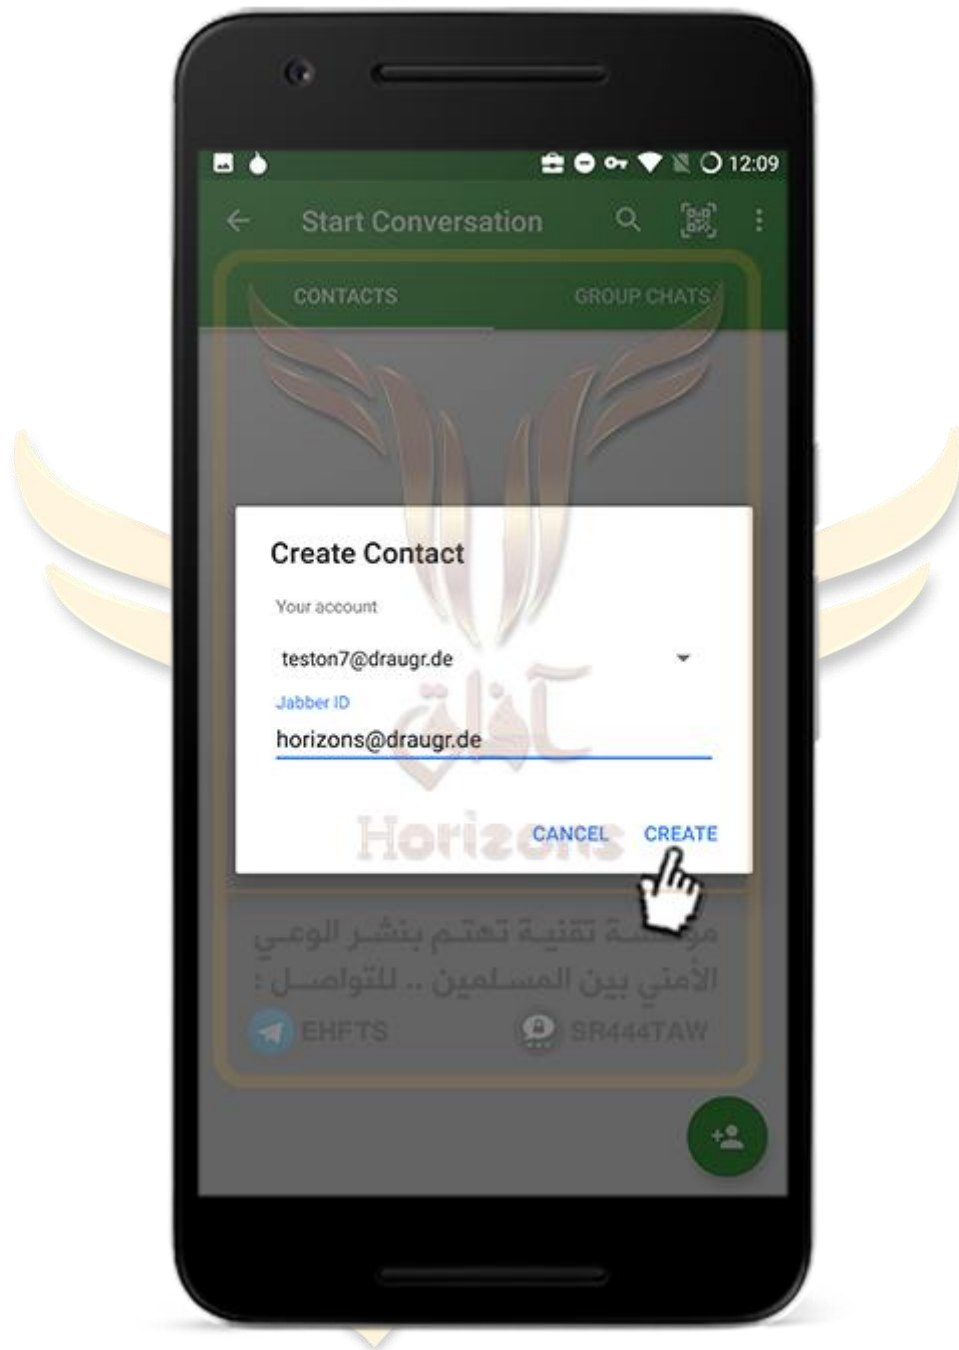 12:09
Start Conversation
CONTACTS GROUP CHATS
Create Contact
Your account
teston7@draugr.de
Jabber ID
horizons@draugr.de
آفاق
Horizons
CANCEL CREATE
مؤسسة تقنية تهتم بنشر الوعي
الأمني بين المسلمين .. للتواصل :
EHFTS SR444TAW